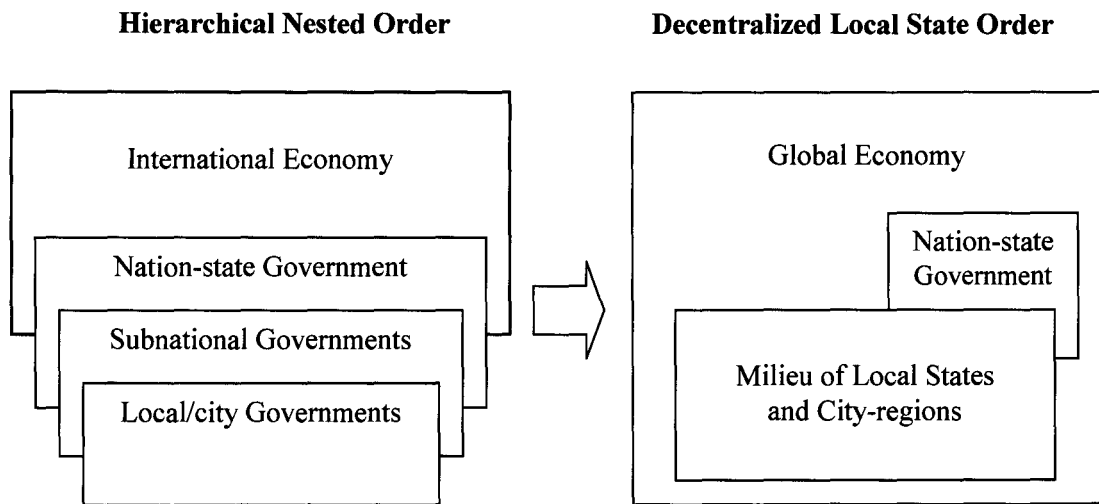 Hierarchical Nested Order
International Economy
Nation-state Government
Subnational Governments
Local/city Governments
Decentralized Local State Order
Global Economy
Nation-state
Government
Milieu of Local States
and City-regions